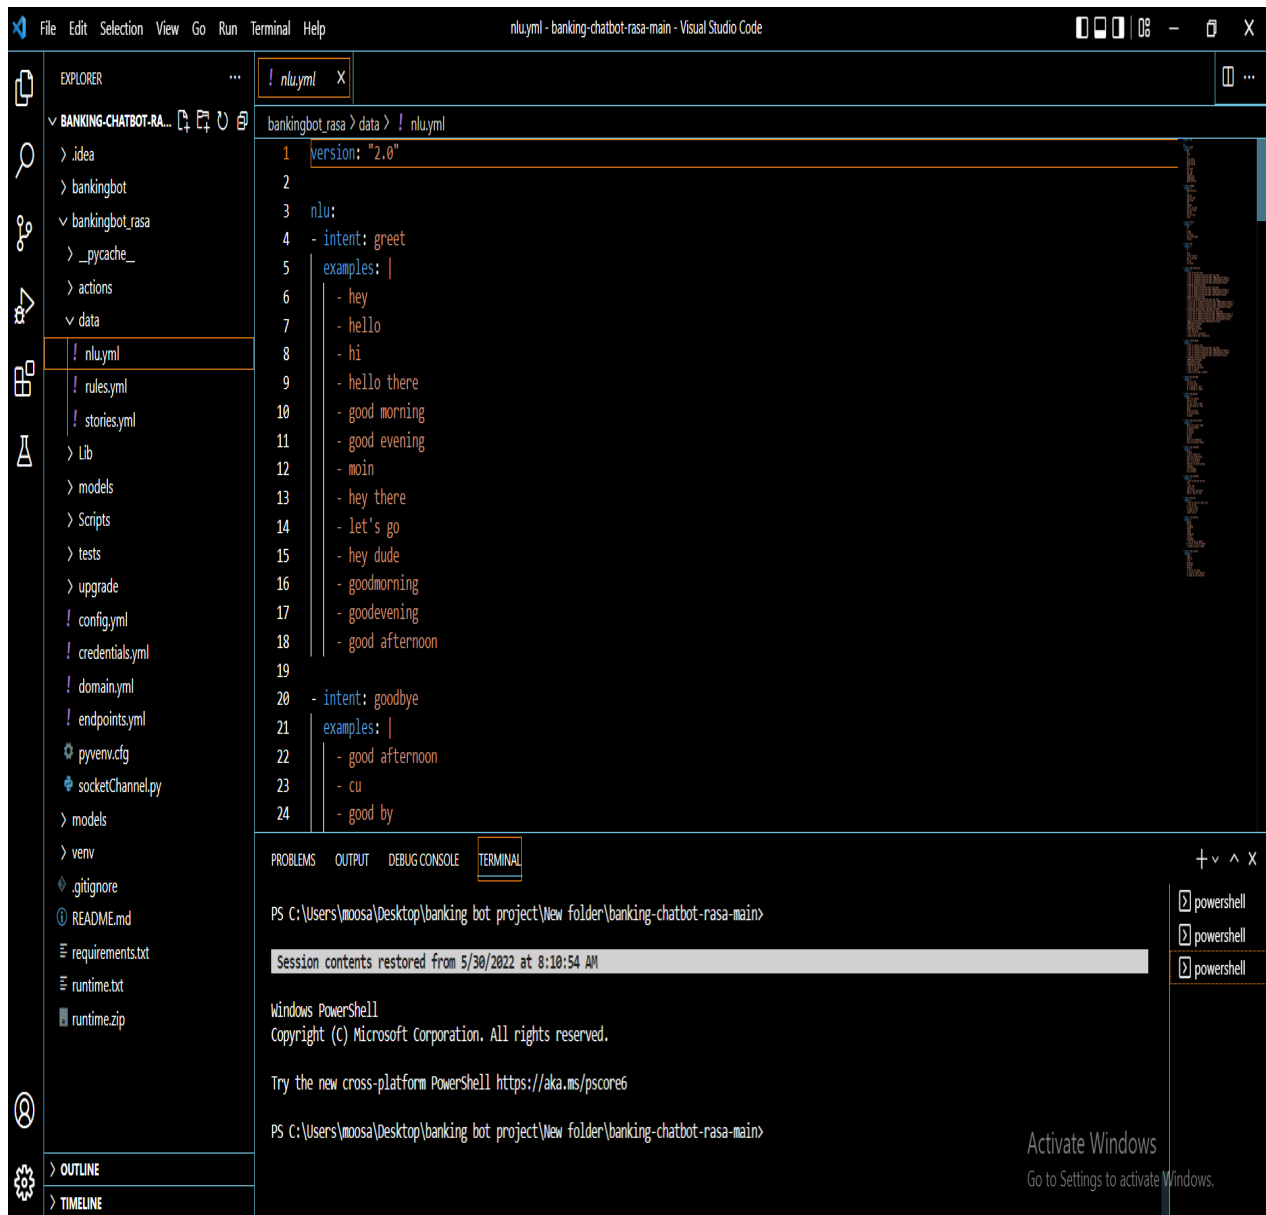 File Edit Selection View Go Run Terminal Help
nlu.yml - banking-chatbot-rasa-main - Visual Studio Code
EXPLORER
BANKING-CHATBOT-RA...
.idea
bankingbot
bankingbot_rasa
__pycache__
actions
data
! nlu.yml
! rules.yml
! stories.yml
Lib
models
Scripts
tests
upgrade
! config.yml
! credentials.yml
! domain.yml
! endpoints.yml
pyvenv.cfg
socketChannel.py
models
venv
.gitignore
README.md
requirements.txt
runtime.txt
runtime.zip
OUTLINE
TIMELINE
! nlu.yml
bankingbot_rasa > data > ! nlu.yml
1 version: "2.0"
2
3 nlu:
4 - intent: greet
5 examples: |
6 - hey
7 - hello
8 - hi
9 - hello there
10 - good morning
11 - good evening
12 - moin
13 - hey there
14 - let's go
15 - hey dude
16 - goodmorning
17 - goodevening
18 - good afternoon
19
20 - intent: goodbye
21 examples: |
22 - good afternoon
23 - cu
24 - good by
PROBLEMS OUTPUT DEBUG CONSOLE TERMINAL
PS C:\Users\moosa\Desktop\banking bot project\New folder\banking-chatbot-rasa-main>
Session contents restored from 5/30/2022 at 8:10:54 AM
Windows PowerShell
Copyright (C) Microsoft Corporation. All rights reserved.
Try the new cross-platform PowerShell https://aka.ms/pscore6
PS C:\Users\moosa\Desktop\banking bot project\New folder\banking-chatbot-rasa-main>
powershell
powershell
powershell
Activate Windows
Go to Settings to activate Windows.